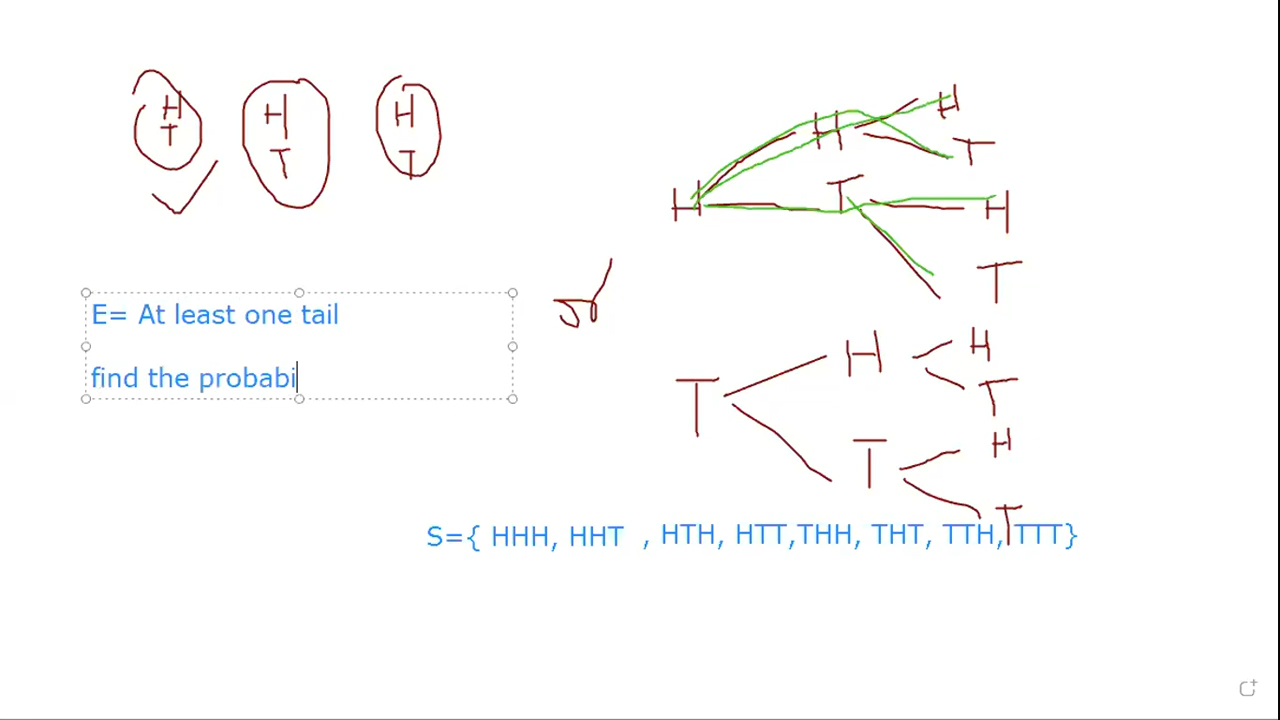 H H H
T T T
H H H
T
T H
T
T H H
T
T H
T
E= At least one tail
find the probabi
S={ HHH, HHT , HTH, HTT,THH, THT, TTH, TTT}